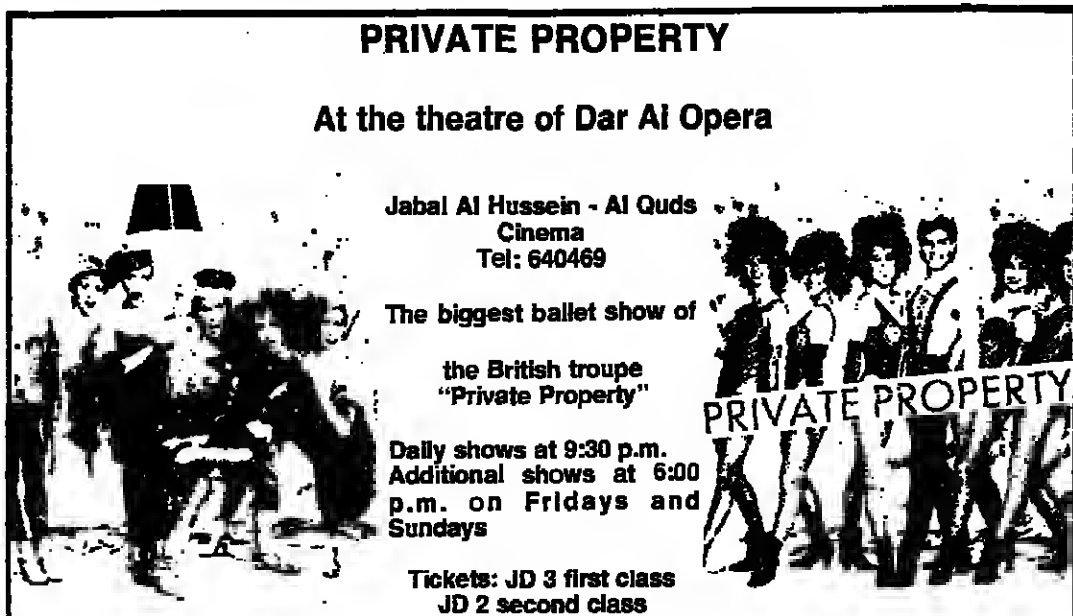 PRIVATE PROPERTY
At the theatre of Dar Al Opera
Jabal Al Hussein - Al Quds
Cinema
Tel: 640469
The biggest ballet show of
the British troupe
"Private Property"
Daily shows at 9:30 p.m.
Additional shows at 6:00
p.m. on Fridays and
Sundays
Tickets: JD 3 first class
JD 2 second class
PRIVATE PROPERTY